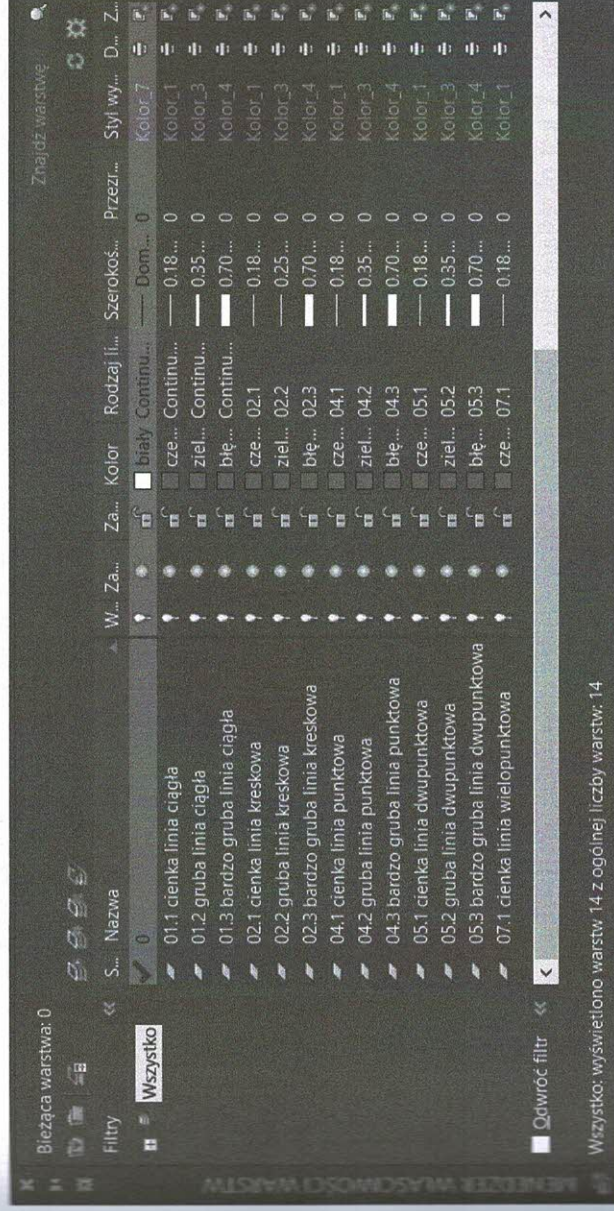 MENEDŻER WŁAŚCIWOŚCI WARSTW
Bieżąca warstwa: 0
Znajdź warstwę
Filtry
Wszystko
S... Nazwa W... Za... Za... Kolor Rodzaj li... Szerokoś... Przezr... Styl wy... D... Z...
0 biały Continu... Dom... 0 Kolor_7
01.1 cienka linia ciągła cze... Continu... 0.18... 0 Kolor_1
01.2 gruba linia ciągła ziel... Continu... 0.35... 0 Kolor_3
01.3 bardzo gruba linia ciągła błę... Continu... 0.70... 0 Kolor_4
02.1 cienka linia kreskowa cze... 02.1 0.18... 0 Kolor_1
02.2 gruba linia kreskowa ziel... 02.2 0.25... 0 Kolor_3
02.3 bardzo gruba linia kreskowa błę... 02.3 0.70... 0 Kolor_4
04.1 cienka linia punktowa cze... 04.1 0.18... 0 Kolor_1
04.2 gruba linia punktowa ziel... 04.2 0.35... 0 Kolor_3
04.3 bardzo gruba linia punktowa błę... 04.3 0.70... 0 Kolor_4
05.1 cienka linia dwupunktowa cze... 05.1 0.18... 0 Kolor_1
05.2 gruba linia dwupunktowa ziel... 05.2 0.35... 0 Kolor_3
05.3 bardzo gruba linia dwupunktowa błę... 05.3 0.70... 0 Kolor_4
07.1 cienka linia wielopunktowa cze... 07.1 0.18... 0 Kolor_1
Odwróć filtr
Wszystko: wyświetlono warstw 14 z ogólnej liczby warstw: 14